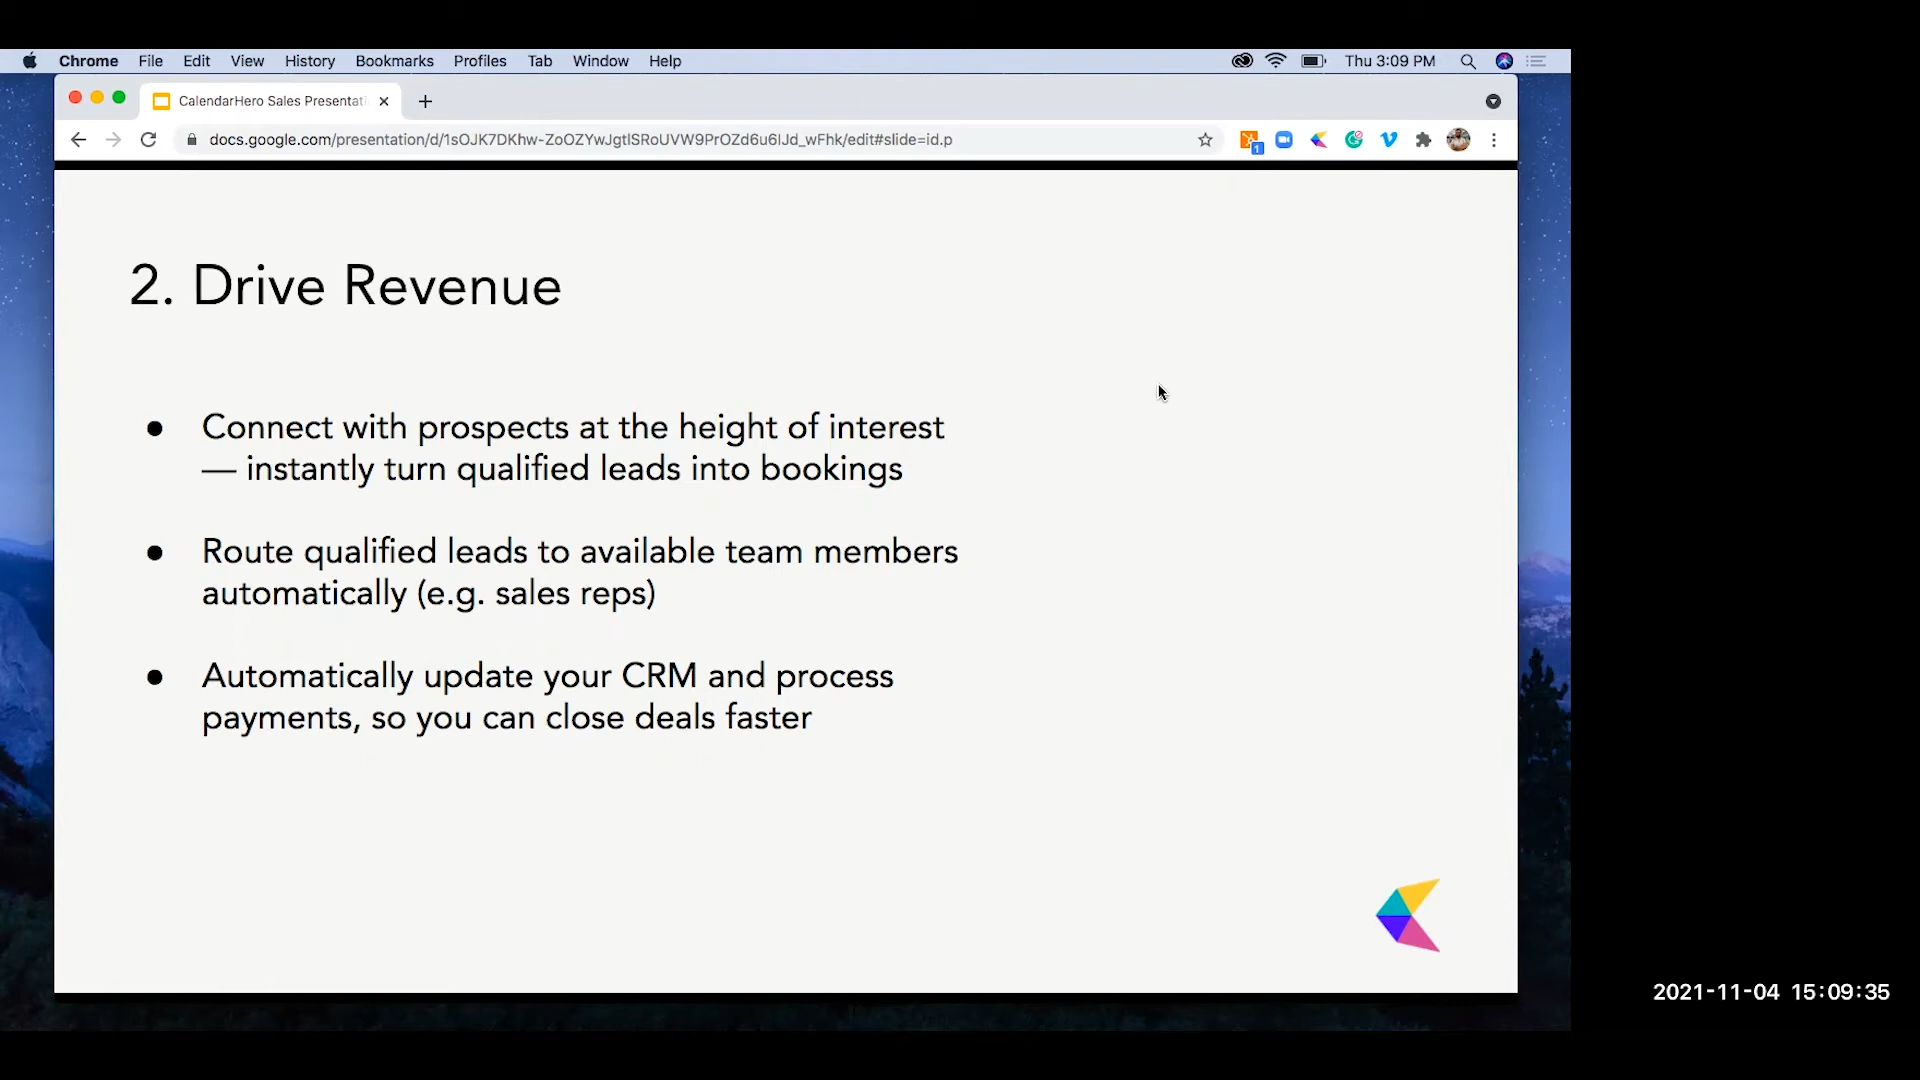 Chrome File Edit View History Bookmarks Profiles Tab Window Help Thu 3:09 PM
CalendarHero Sales Presentati
docs.google.com/presentation/d/1sOJK7DKhw-ZoOZYwJgtlSRoUVW9PrOZd6u6lJd_wFhk/edit#slide=id.p
1
2. Drive Revenue
● Connect with prospects at the height of interest
— instantly turn qualified leads into bookings
● Route qualified leads to available team members
automatically (e.g. sales reps)
● Automatically update your CRM and process
payments, so you can close deals faster
2021-11-04 15:09:35